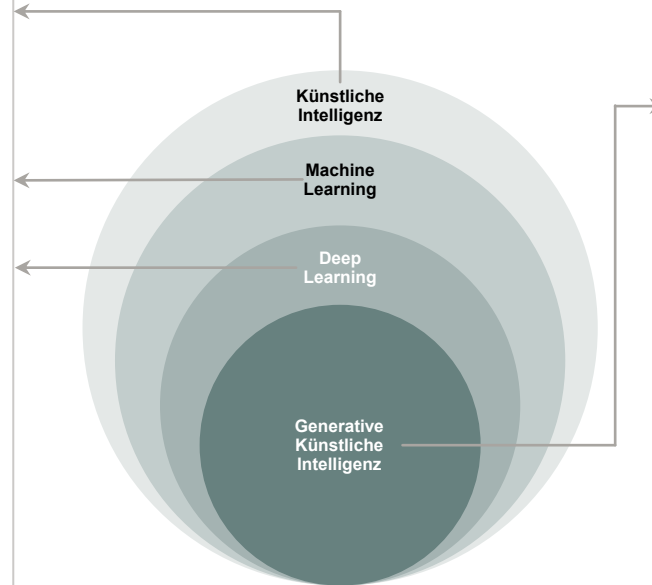 Künstliche
Intelligenz
Machine
Learning
Deep
Learning
Generative
Künstliche
Intelligenz